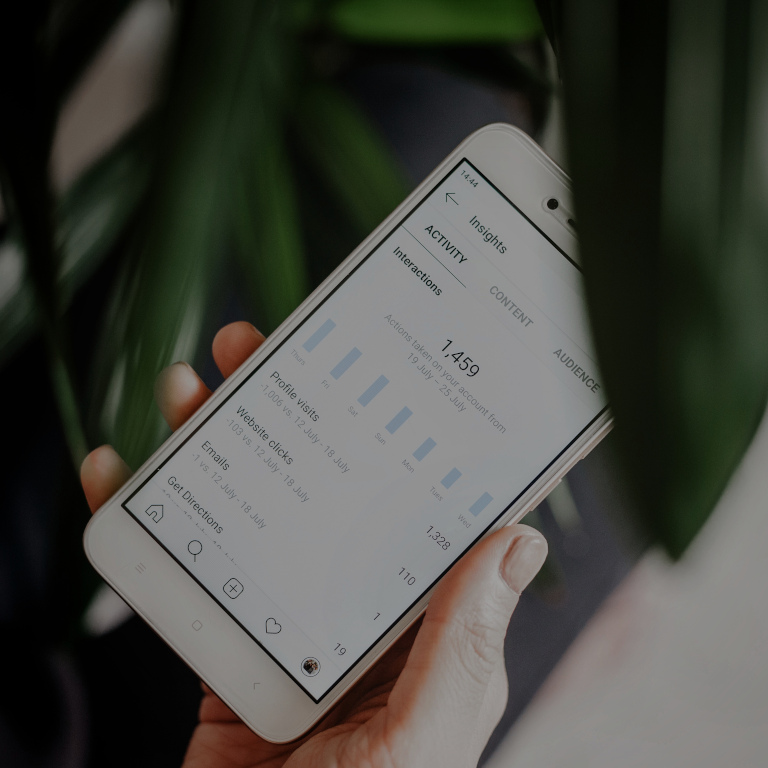 14:44
Insights
ACTIVITY CONTENT AUDIENCE
Interactions
1,459
Actions taken on your account from
19 July – 25 July
Thurs Fri Sat Sun Mon Tues Wed
Profile visits 1,328
-1,006 vs. 12 July - 18 July
Website clicks 110
-103 vs. 12 July - 18 July
Emails 1
-1 vs. 12 July - 18 July
Get Directions 19